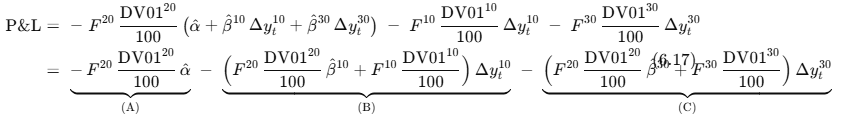 P&L = − F^{20} \frac{DV01^{20}}{100} (\hat{α} + \hat{β}^{10} Δy_t^{10} + \hat{β}^{30} Δy_t^{30}) − F^{10} \frac{DV01^{10}}{100} Δy_t^{10} − F^{30} \frac{DV01^{30}}{100} Δy_t^{30}
= − F^{20} \frac{DV01^{20}}{100} \hat{α} − (F^{20} \frac{DV01^{20}}{100} \hat{β}^{10} + F^{10} \frac{DV01^{10}}{100}) Δy_t^{10} − (F^{20} \frac{DV01^{20}}{100} \hat{β}^{30} + F^{30} \frac{DV01^{30}}{100}) Δy_t^{30} (6.17)
(A) (B) (C)